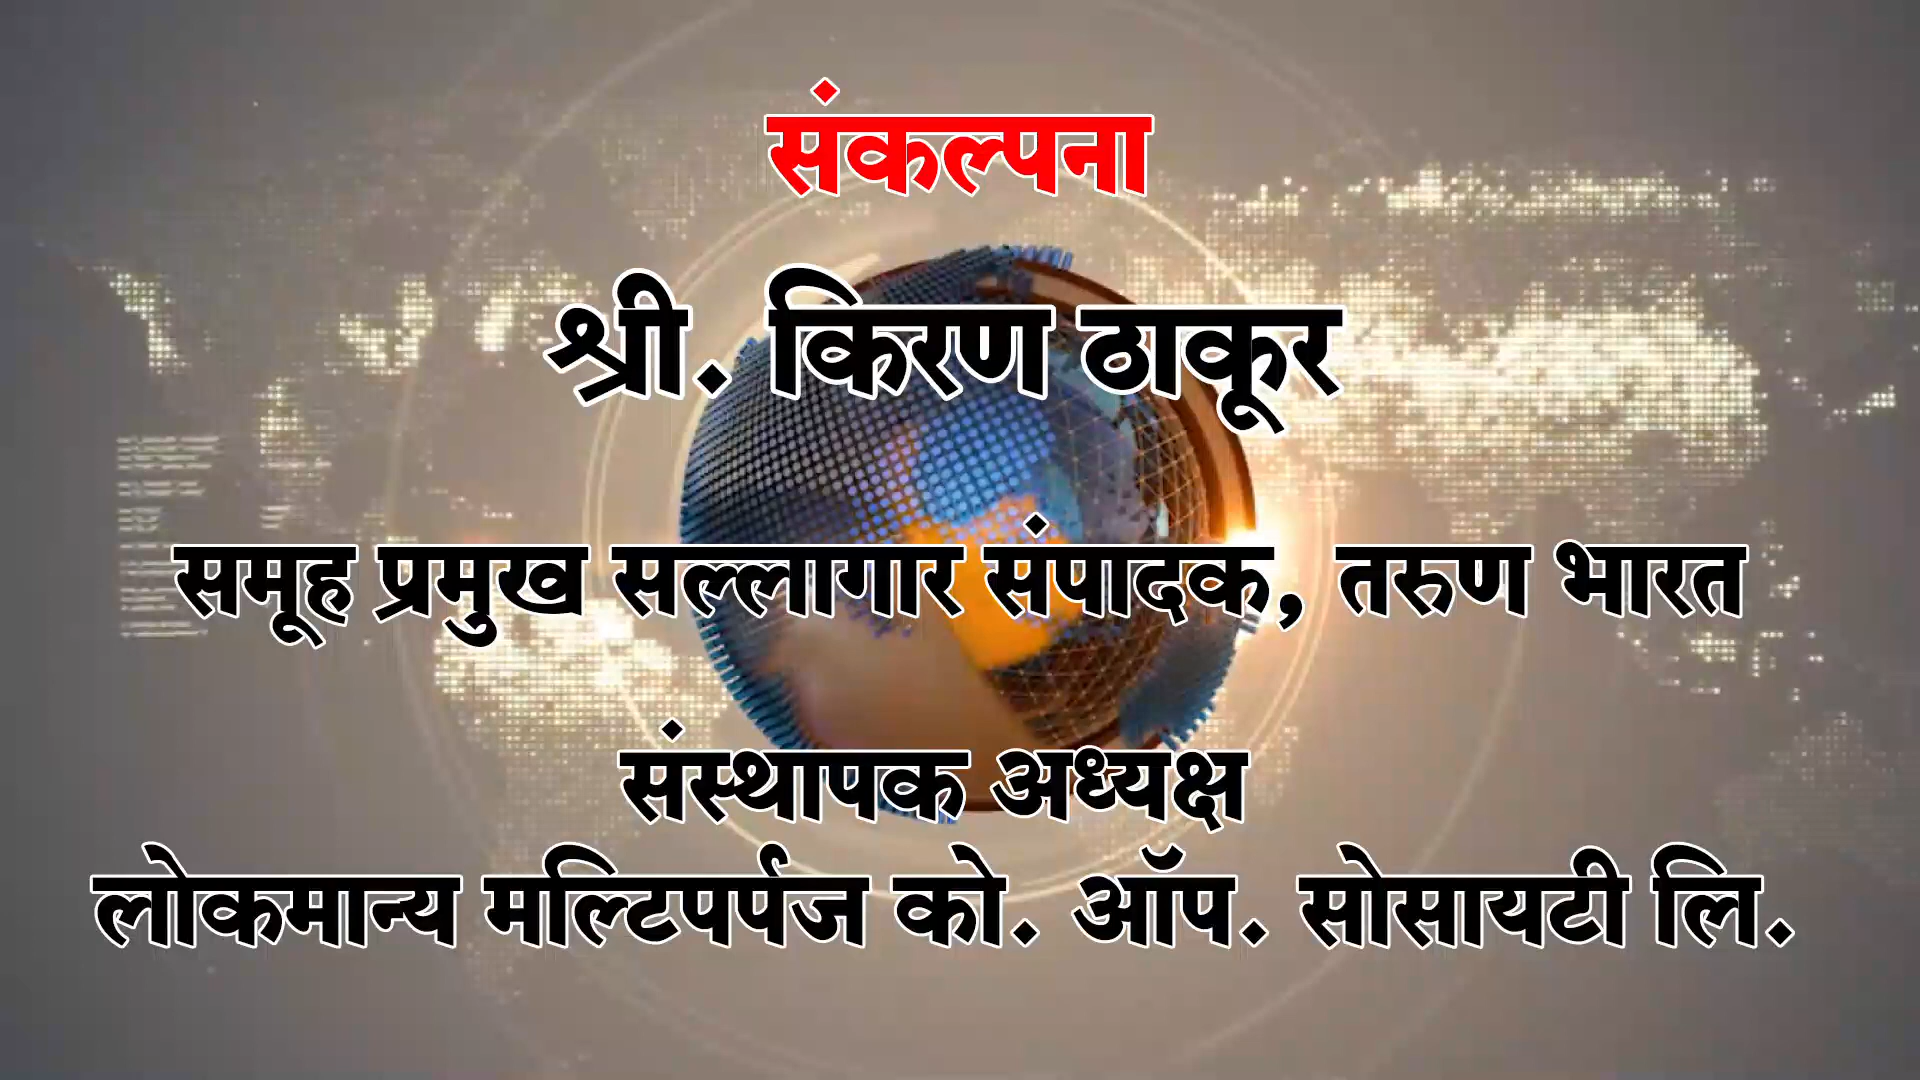 संकल्पना
श्री. किरण ठाकूर
समूह प्रमुख सल्लागार संपादक, तरुण भारत
संस्थापक अध्यक्ष
लोकमान्य मल्टिपर्पज को. ऑप. सोसायटी लि.